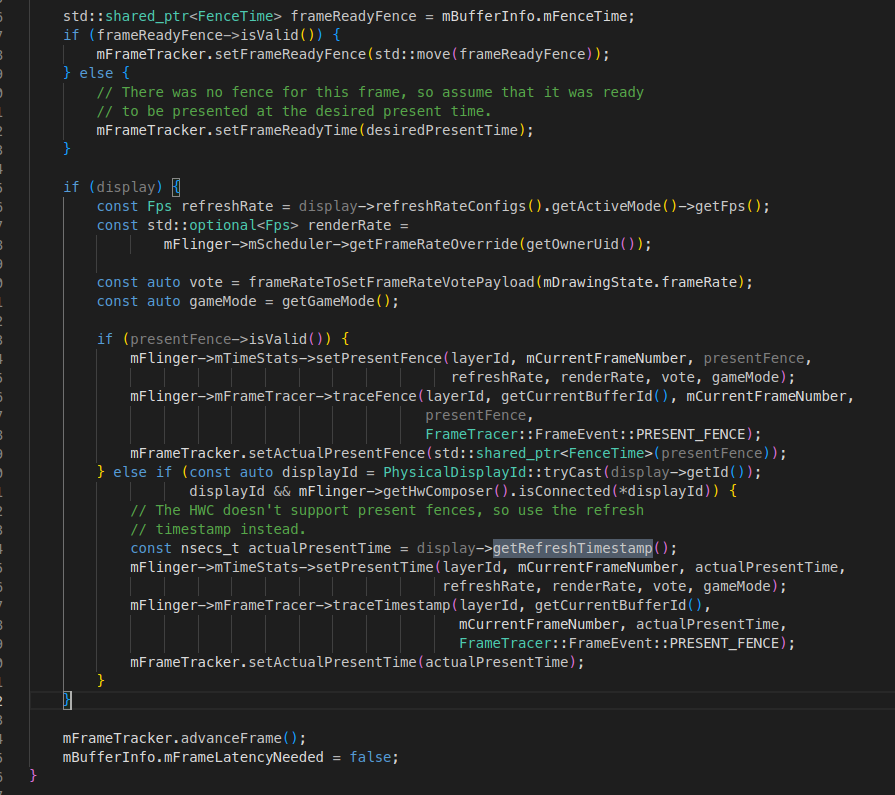 std::shared_ptr<FenceTime> frameReadyFence = mBufferInfo.mFenceTime;
if (frameReadyFence->isValid()) {
mFrameTracker.setFrameReadyFence(std::move(frameReadyFence));
} else {
// There was no fence for this frame, so assume that it was ready
// to be presented at the desired present time.
mFrameTracker.setFrameReadyTime(desiredPresentTime);
}
if (display) {
const Fps refreshRate = display->refreshRateConfigs().getActiveMode()->getFps();
const std::optional<Fps> renderRate =
mFlinger->mScheduler->getFrameRateOverride(getOwnerUid());
const auto vote = frameRateToSetFrameRateVotePayload(mDrawingState.frameRate);
const auto gameMode = getGameMode();
if (presentFence->isValid()) {
mFlinger->mTimeStats->setPresentFence(layerId, mCurrentFrameNumber, presentFence,
refreshRate, renderRate, vote, gameMode);
mFlinger->mFrameTracer->traceFence(layerId, getCurrentBufferId(), mCurrentFrameNumber,
presentFence,
FrameTracer::FrameEvent::PRESENT_FENCE);
mFrameTracker.setActualPresentFence(std::shared_ptr<FenceTime>(presentFence));
} else if (const auto displayId = PhysicalDisplayId::tryCast(display->getId());
displayId && mFlinger->getHwComposer().isConnected(*displayId)) {
// The HWC doesn't support present fences, so use the refresh
// timestamp instead.
const nsecs_t actualPresentTime = display->getRefreshTimestamp();
mFlinger->mTimeStats->setPresentTime(layerId, mCurrentFrameNumber, actualPresentTime,
refreshRate, renderRate, vote, gameMode);
mFlinger->mFrameTracer->traceTimestamp(layerId, getCurrentBufferId(),
mCurrentFrameNumber, actualPresentTime,
FrameTracer::FrameEvent::PRESENT_FENCE);
mFrameTracker.setActualPresentTime(actualPresentTime);
}
}
mFrameTracker.advanceFrame();
mBufferInfo.mFrameLatencyNeeded = false;
}